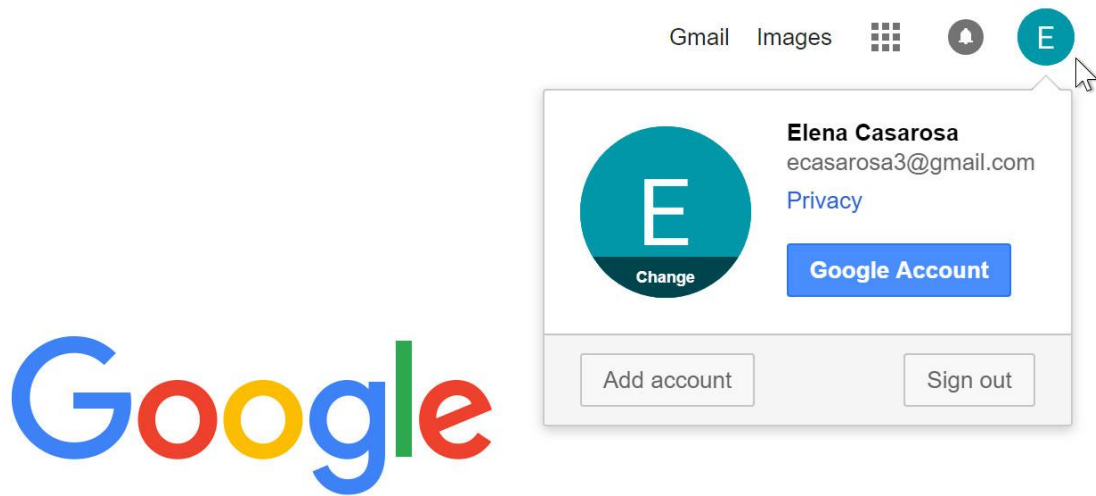 Gmail Images E
Elena Casarosa
ecasarosa3@gmail.com
Privacy
E
Change
Google Account
Add account Sign out
Google